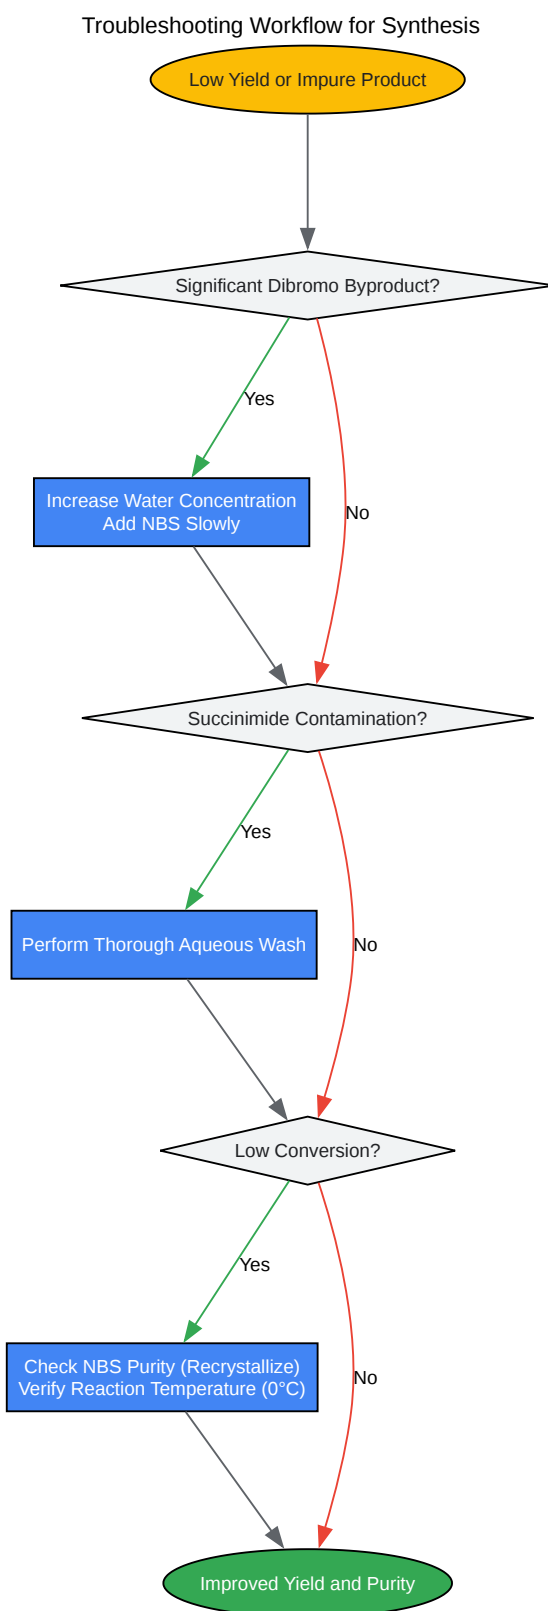 Troubleshooting Workflow for Synthesis
Low Yield or Impure Product
Significant Dibromo Byproduct?
Yes
Increase Water Concentration
Add NBS Slowly
No
Succinimide Contamination?
Yes
Perform Thorough Aqueous Wash
No
Low Conversion?
Yes
Check NBS Purity (Recrystallize)
Verify Reaction Temperature (0°C)
No
Improved Yield and Purity